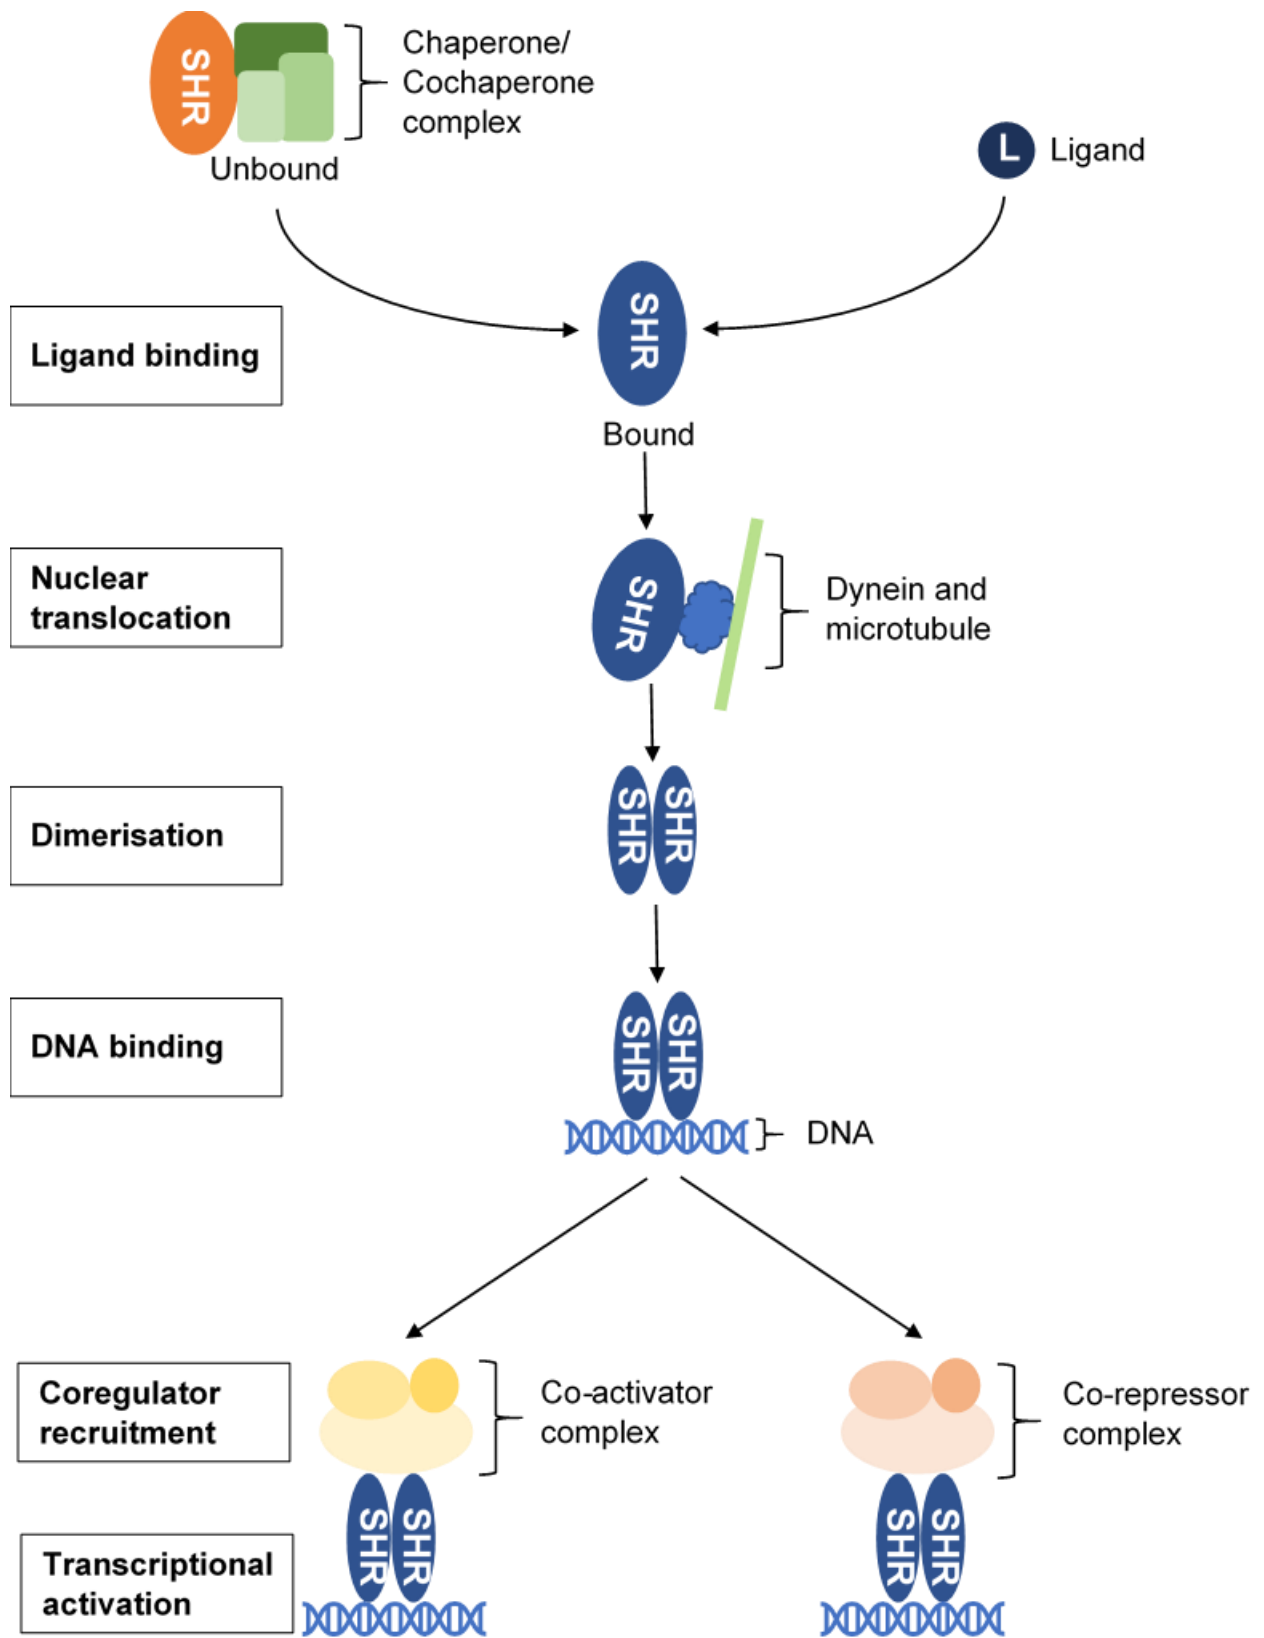 SHR
Chaperone/
Cochaperone
complex
Unbound
L
Ligand
SHR
Ligand binding
Bound
Nuclear
translocation
SHR
Dynein and
microtubule
Dimerisation
SHR
SHR
DNA binding
SHR
SHR
DNA
Coregulator
recruitment
Co-activator
complex
Co-repressor
complex
SHR
SHR
SHR
SHR
Transcriptional
activation